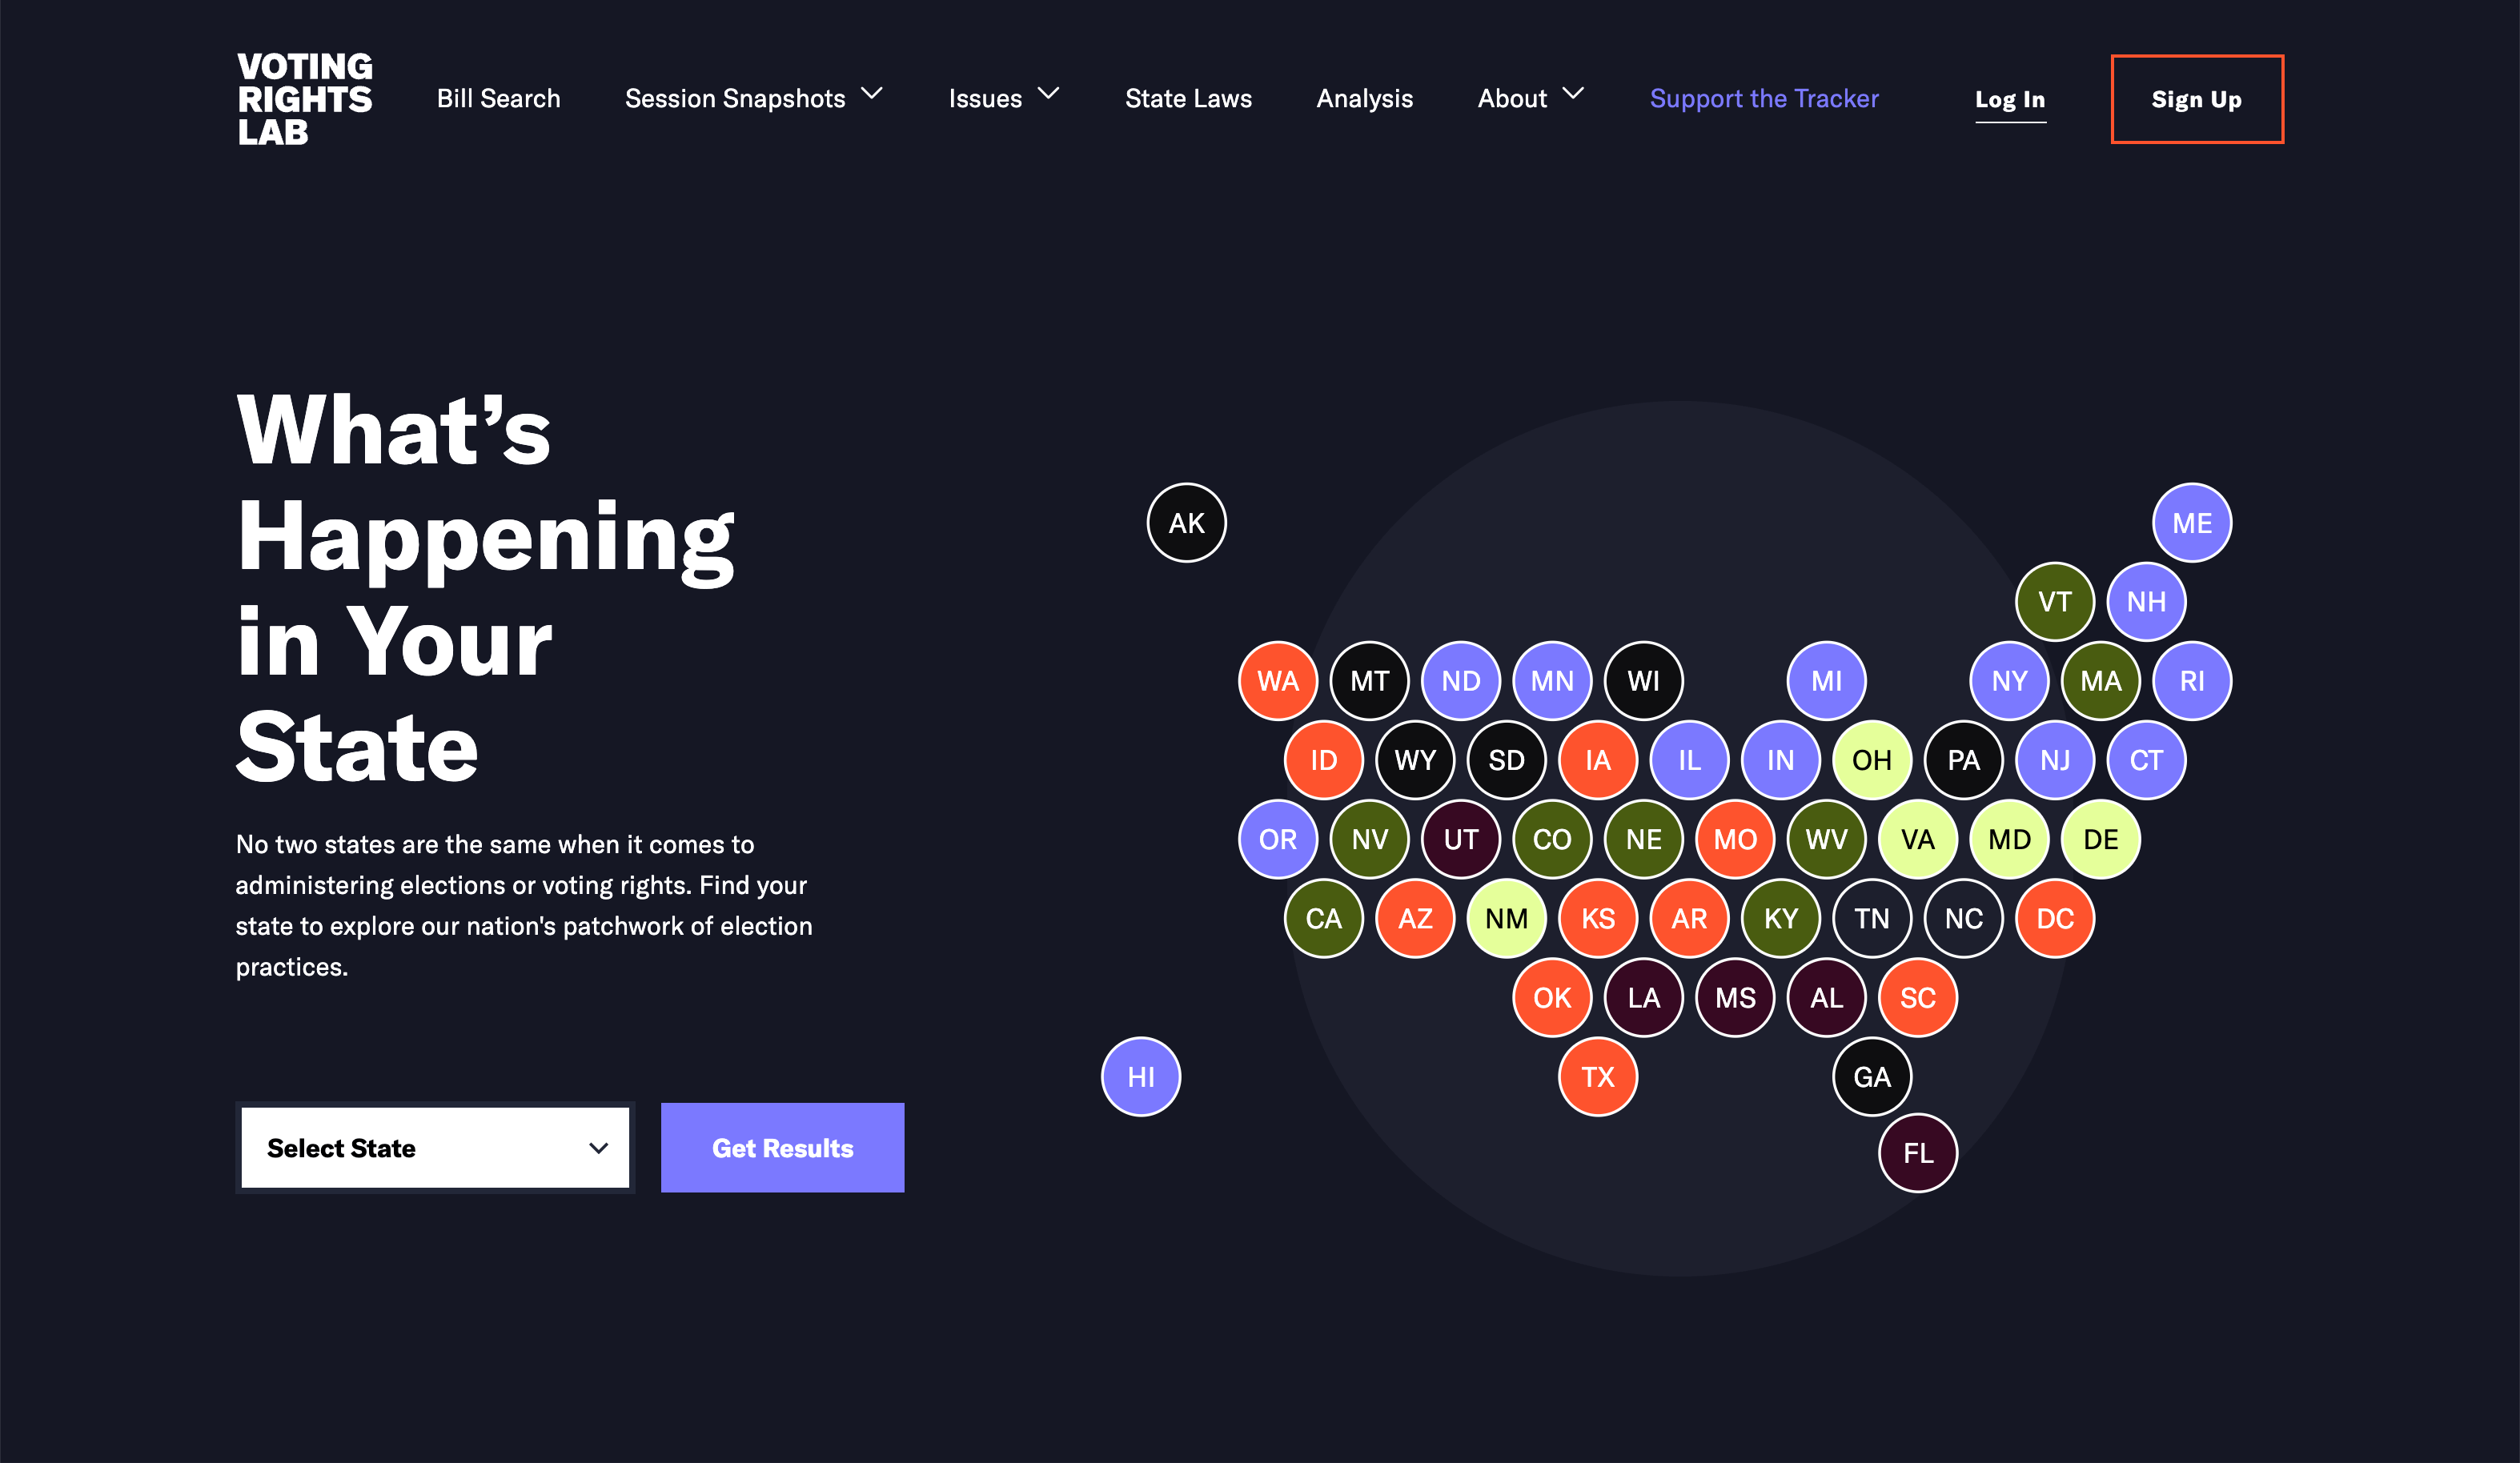 VOTING
RIGHTS
LAB
Bill Search
Session Snapshots
Issues
State Laws
Analysis
About
Support the Tracker
Log In
Sign Up
What’s
Happening
in Your
State
No two states are the same when it comes to
administering elections or voting rights. Find your
state to explore our nation's patchwork of election
practices.
Select State
Get Results
AK
ME
VT NH
WA MT ND MN WI MI NY MA RI
ID WY SD IA IL IN OH PA NJ CT
OR NV UT CO NE MO WV VA MD DE
CA AZ NM KS AR KY TN NC DC
OK LA MS AL SC
HI TX GA
FL